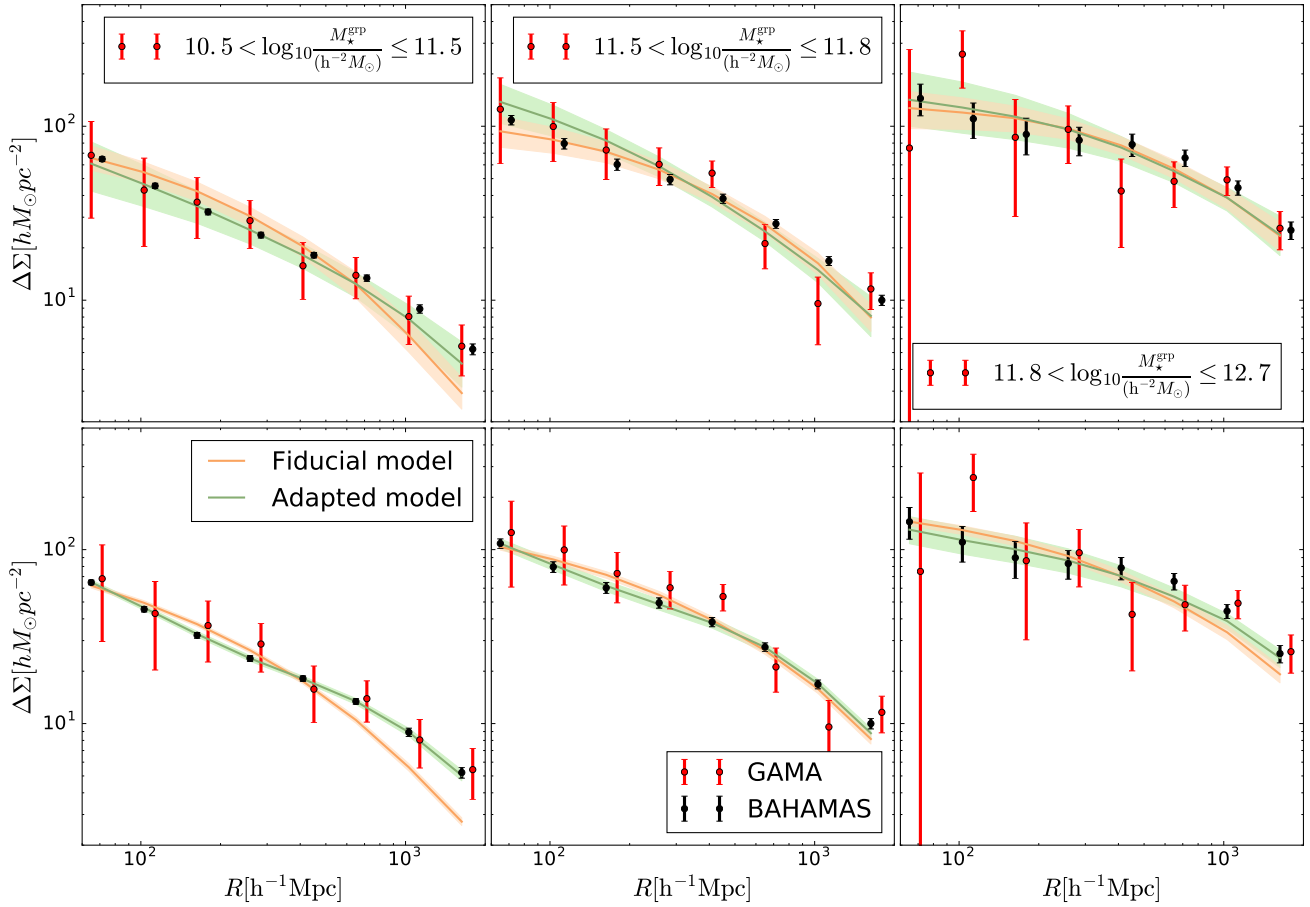 10.5 < log₁₀ M⋆^grp/(h⁻²M⊙) ≤ 11.5
11.5 < log₁₀ M⋆^grp/(h⁻²M⊙) ≤ 11.8
10²
10¹
ΔΣ[hM⊙pc⁻²]
11.8 < log₁₀ M⋆^grp/(h⁻²M⊙) ≤ 12.7
Fiducial model
Adapted model
10²
10¹
ΔΣ[hM⊙pc⁻²]
GAMA
BAHAMAS
10² 10³ 10² 10³ 10² 10³
R[h⁻¹Mpc] R[h⁻¹Mpc] R[h⁻¹Mpc]